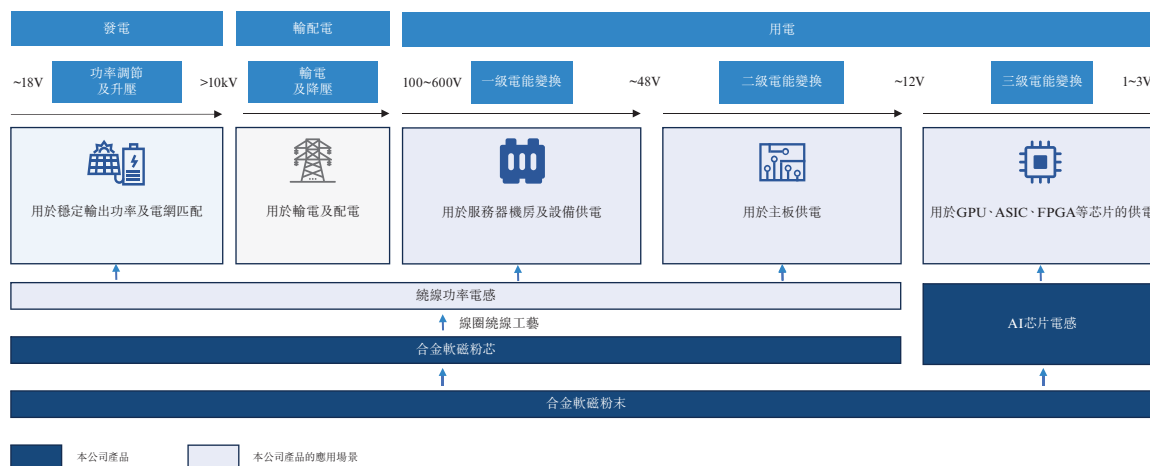 發電
輸配電
用電
~18V
功率調節
及升壓
>10kV
輸電
及降壓
100~600V
一級電能變換
~48V
二級電能變換
~12V
三級電能變換
1~3V
用於穩定輸出功率及電網匹配
用於輸電及配電
用於服務器機房及設備供電
用於主板供電
用於GPU、ASIC、FPGA等芯片的供電
繞線功率電感
線圈繞線工藝
AI芯片電感
合金軟磁粉芯
合金軟磁粉末
本公司產品
本公司產品的應用場景